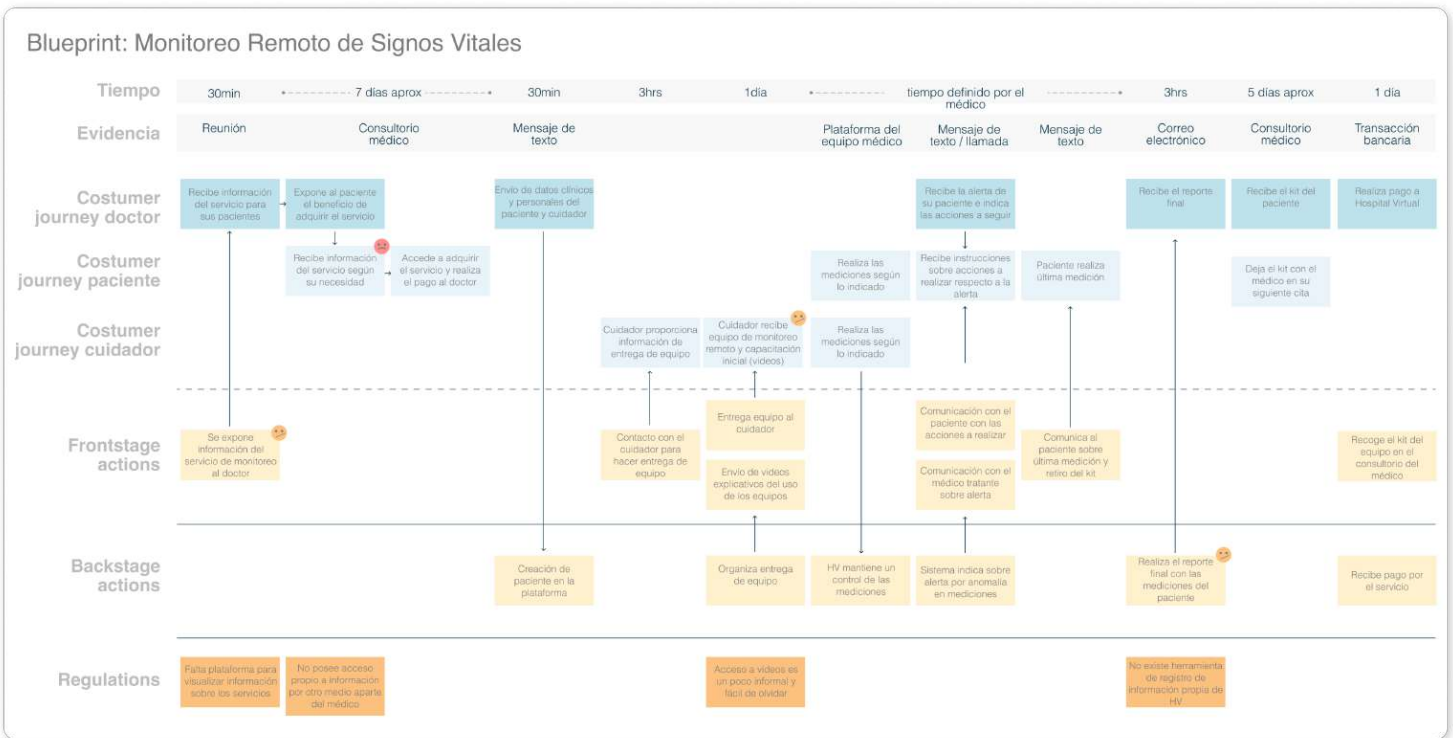 Blueprint: Monitoreo Remoto de Signos Vitales
Tiempo
30min
7 días aprox
30min
3hrs
1día
tiempo definido por el
médico
3hrs
5 días aprox
1 día
Evidencia
Reunión
Consultorio
médico
Mensaje de
texto
Plataforma del
equipo médico
Mensaje de
texto / llamada
Mensaje de
texto
Correo
electrónico
Consultorio
médico
Transacción
bancaria
Costumer
journey doctor
Recibe información
del servicio para
sus pacientes
Expone al paciente
el beneficio de
adquirir el servicio
Envío de datos clínicos
y personales del
paciente y cuidador
Recibe la alerta de
su paciente e indica
las acciones a seguir
Recibe el reporte
final
Recibe el kit del
paciente
Realiza pago a
Hospital Virtual
Costumer
journey paciente
Recibe información
del servicio según
su necesidad
Accede a adquirir
el servicio y realiza
el pago al doctor
Realiza las
mediciones según
lo indicado
Recibe instrucciones
sobre acciones a
realizar respecto a la
alerta
Paciente realiza
última medición
Deja el kit con el
médico en su
siguiente cita
Costumer
journey cuidador
Cuidador proporciona
información de
entrega de equipo
Cuidador recibe
equipo de monitoreo
remoto y capacitación
inicial (videos)
Realiza las
mediciones según
lo indicado
Frontstage
actions
Se expone
información del
servicio de monitoreo
al doctor
Contacto con el
cuidador para
hacer entrega de
equipo
Entrega equipo al
cuidador
Envío de videos
explicativos del uso
de los equipos
Comunicación con el
paciente con las
acciones a realizar
Comunicación con el
médico tratante
sobre alerta
Comunica al
paciente sobre
última medición y
retiro del kit
Recoge el kit del
equipo en el
consultorio del
médico
Backstage
actions
Creación de
paciente en la
plataforma
Organiza entrega
de equipo
HV mantiene un
control de las
mediciones
Sistema indica sobre
alerta por anomalía
en mediciones
Realiza el reporte
final con las
mediciones del
paciente
Recibe pago por
el servicio
Regulations
Falta plataforma para
visualizar información
sobre los servicios
No posee acceso
propio a información
por otro medio aparte
del médico
Acceso a videos es
un poco informal y
fácil de olvidar
No existe herramienta
de registro de
información propia de
HV